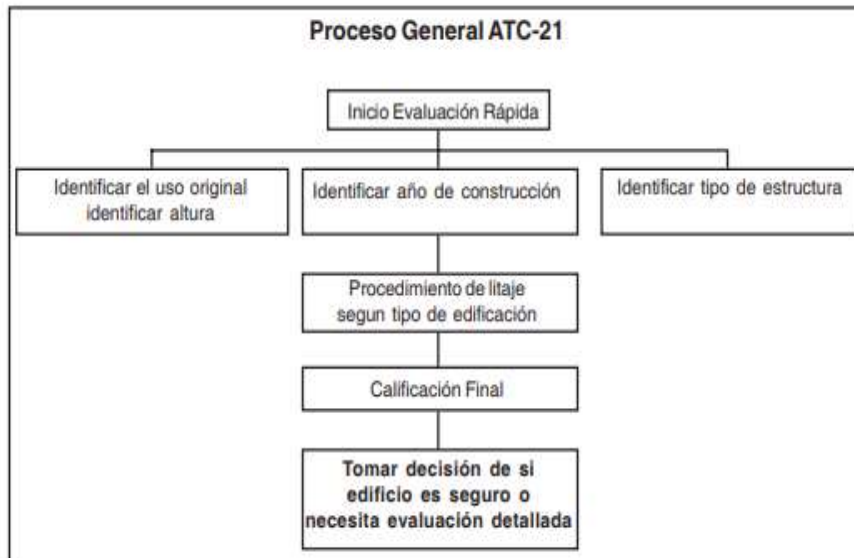 Proceso General ATC-21
Inicio Evaluación Rápida
Identificar el uso original
identificar altura
Identificar año de construcción
Identificar tipo de estructura
Procedimiento de litaje
segun tipo de edificación
Calificación Final
Tomar decisión de si
edificio es seguro o
necesita evaluación detallada